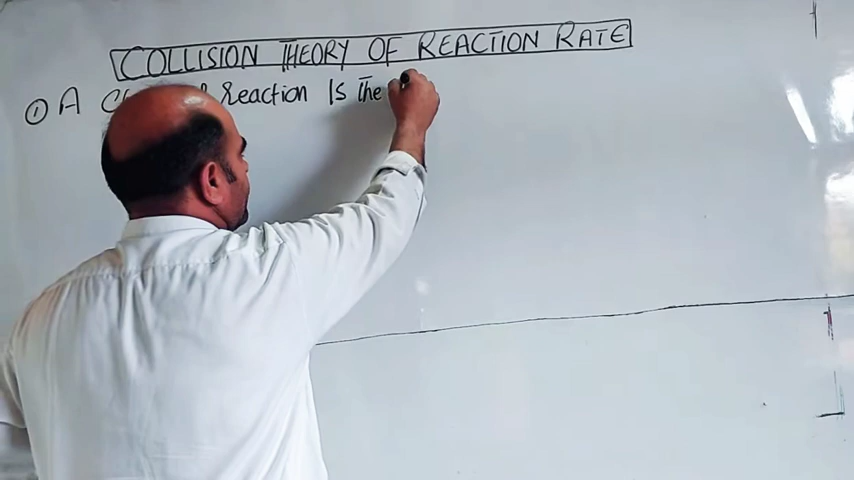 COLLISION THEORY OF REACTION RATE
① A reaction Is The